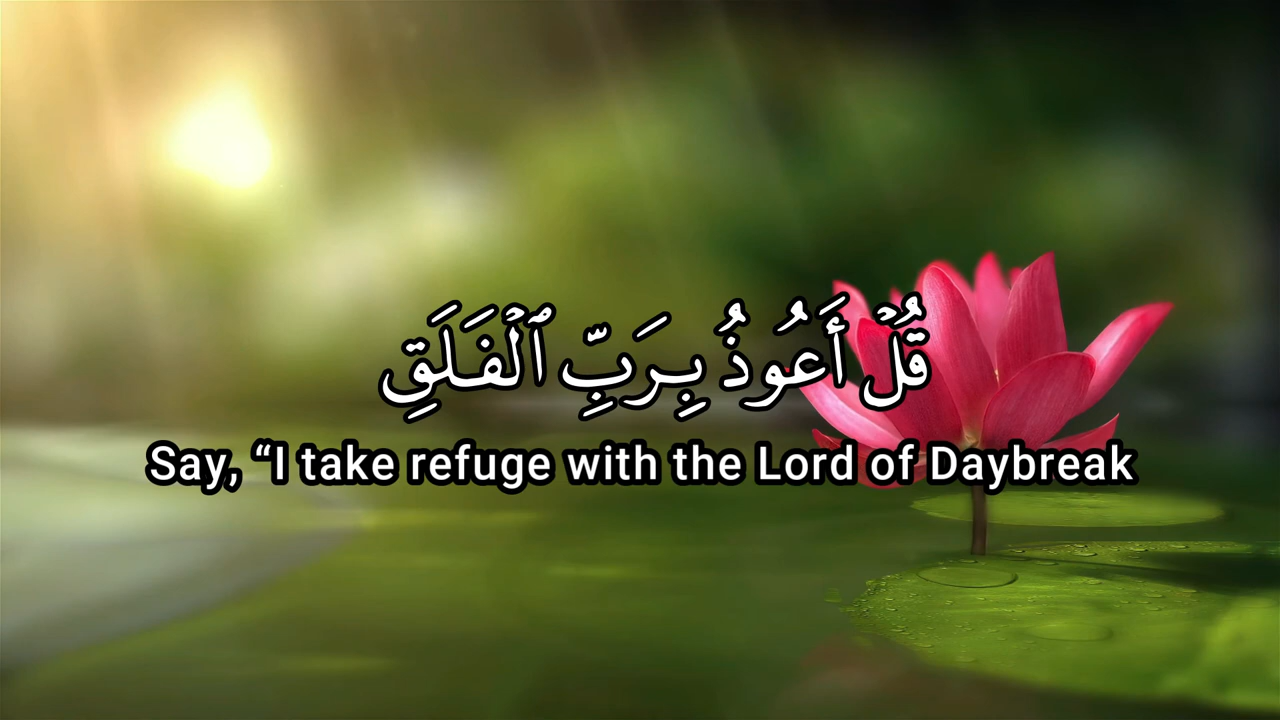 قُلْ أَعُوذُ بِرَبِّ ٱلْفَلَقِ
Say, “I take refuge with the Lord of Daybreak